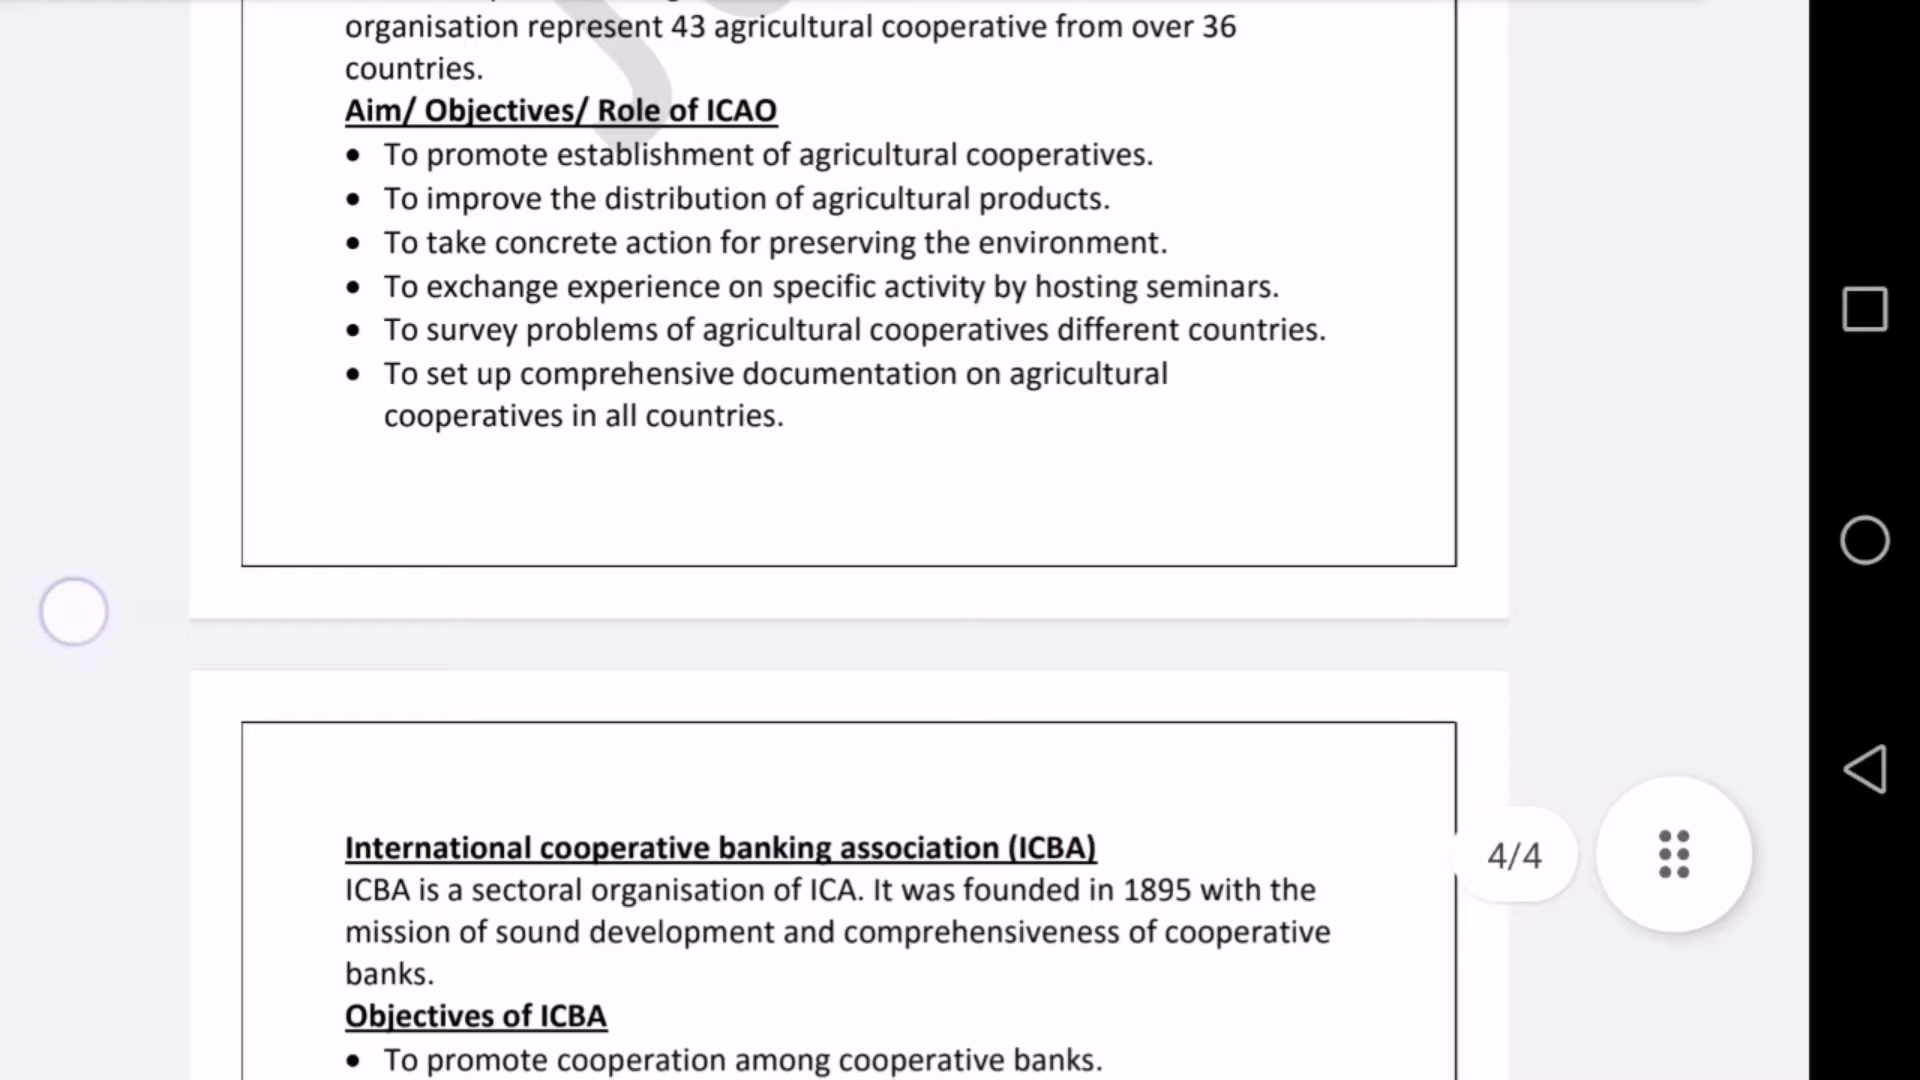 organisation represent 43 agricultural cooperative from over 36
countries.
Aim/ Objectives/ Role of ICAO
• To promote establishment of agricultural cooperatives.
• To improve the distribution of agricultural products.
• To take concrete action for preserving the environment.
• To exchange experience on specific activity by hosting seminars.
• To survey problems of agricultural cooperatives different countries.
• To set up comprehensive documentation on agricultural
cooperatives in all countries.
International cooperative banking association (ICBA)
ICBA is a sectoral organisation of ICA. It was founded in 1895 with the
mission of sound development and comprehensiveness of cooperative
banks.
Objectives of ICBA
• To promote cooperation among cooperative banks.
4/4